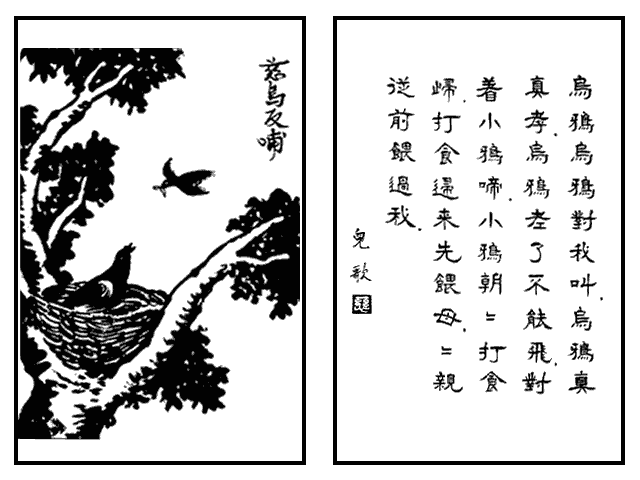 慈烏反哺
烏鴉烏鴉對我叫.烏鴉真
真孝.烏鴉老了不能飛.對
着小鴉啼.小鴉朝〻打食
歸.打食還来先餵母.〻親
從前餵過我.
兒歌